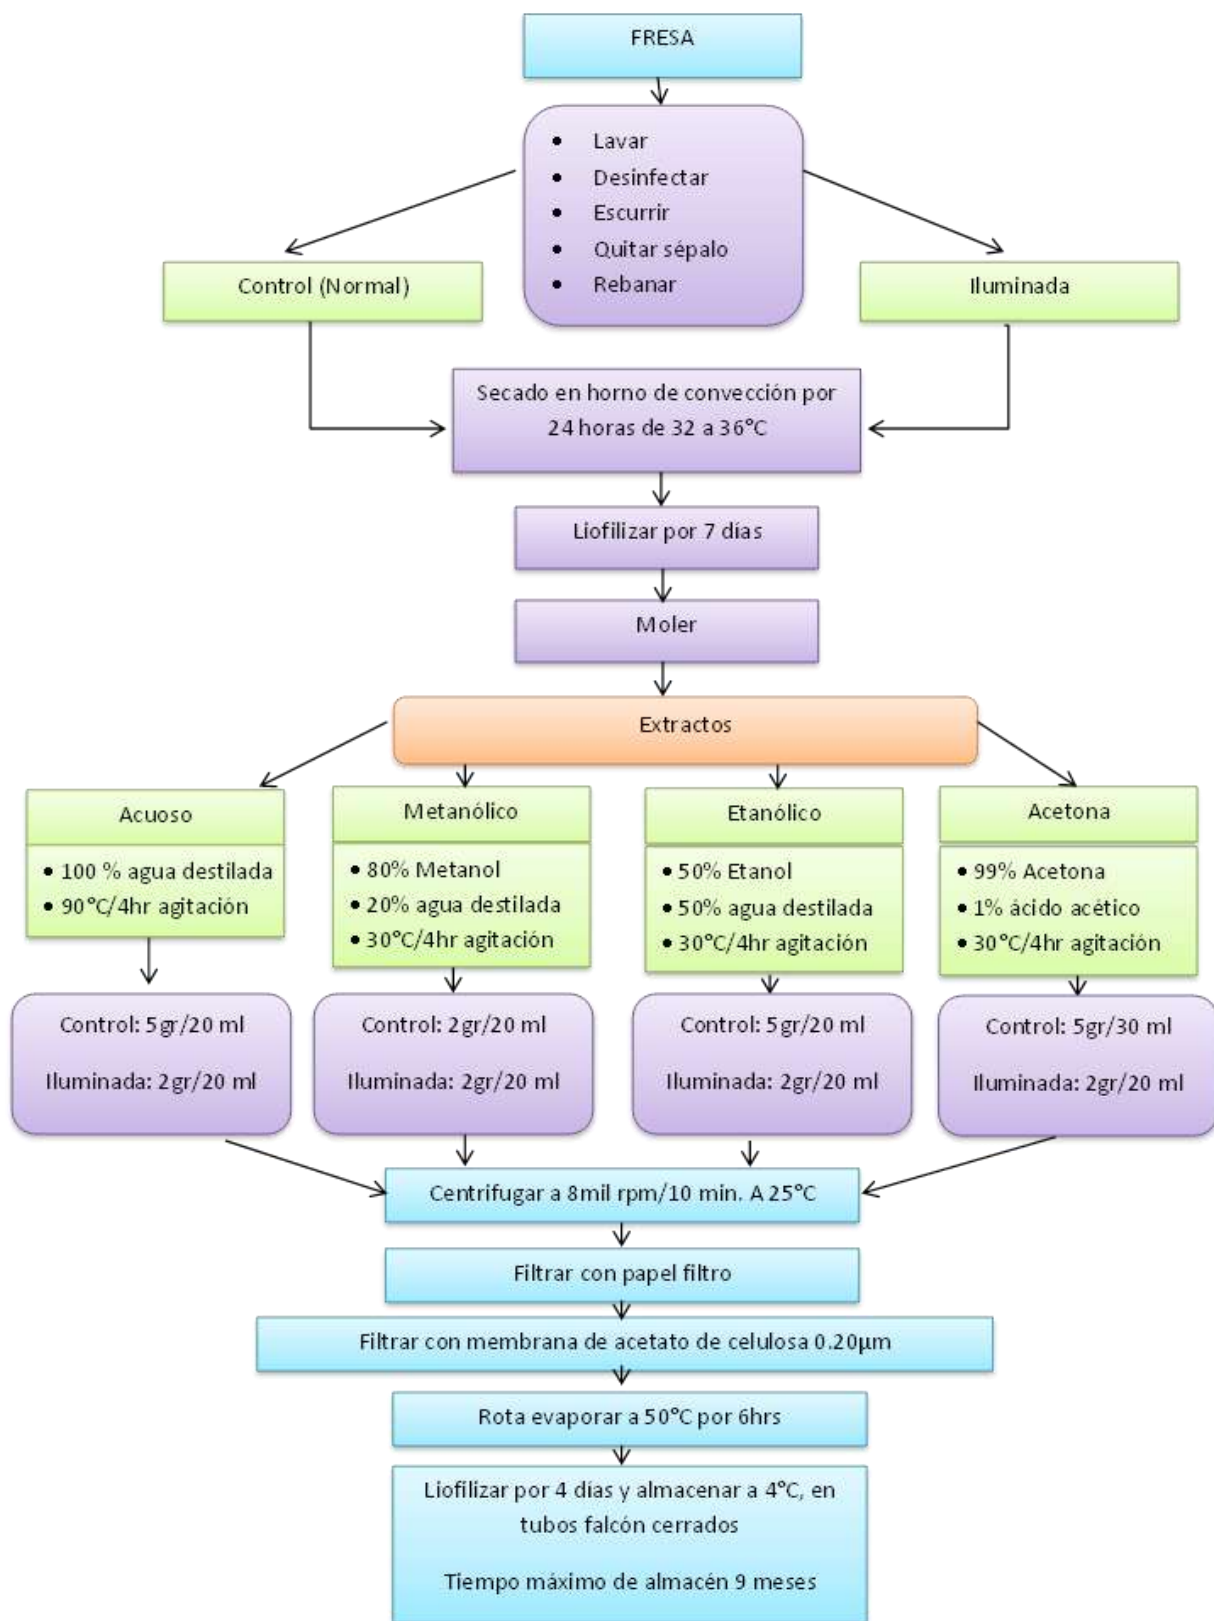 FRESA
• Lavar
• Desinfectar
• Escurrir
• Quitar sépalo
• Rebanar
Control (Normal)
Iluminada
Secado en horno de convección por
24 horas de 32 a 36°C
Liofilizar por 7 días
Moler
Extractos
Acuoso
• 100 % agua destilada
• 90°C/4hr agitación
Metanólico
• 80% Metanol
• 20% agua destilada
• 30°C/4hr agitación
Etanólico
• 50% Etanol
• 50% agua destilada
• 30°C/4hr agitación
Acetona
• 99% Acetona
• 1% ácido acético
• 30°C/4hr agitación
Control: 5gr/20 ml
Iluminada: 2gr/20 ml
Control: 2gr/20 ml
Iluminada: 2gr/20 ml
Control: 5gr/20 ml
Iluminada: 2gr/20 ml
Control: 5gr/30 ml
Iluminada: 2gr/20 ml
Centrifugar a 8mil rpm/10 min. A 25°C
Filtrar con papel filtro
Filtrar con membrana de acetato de celulosa 0.20µm
Rota evaporar a 50°C por 6hrs
Liofilizar por 4 días y almacenar a 4°C, en
tubos falcón cerrados
Tiempo máximo de almacén 9 meses